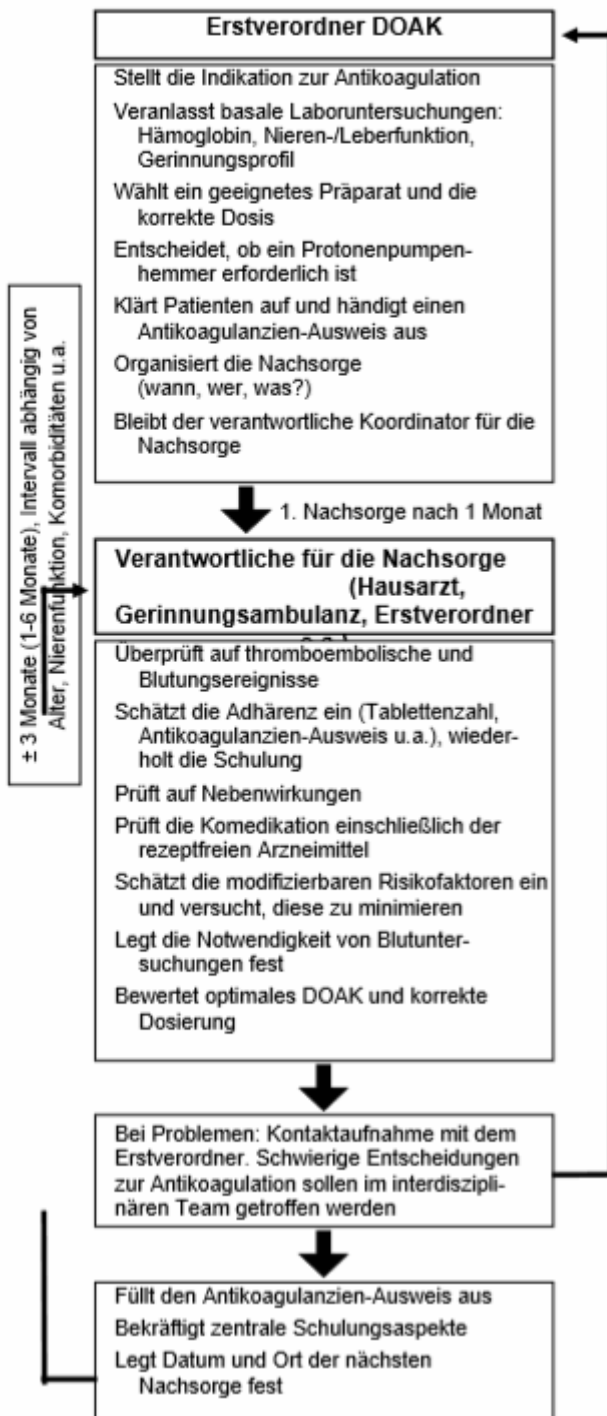 Erstverordner DOAK
Stellt die Indikation zur Antikoagulation
Veranlasst basale Laboruntersuchungen:
Hämoglobin, Nieren-/Leberfunktion,
Gerinnungsprofil
Wählt ein geeignetes Präparat und die
korrekte Dosis
Entscheidet, ob ein Protonenpumpen-
hemmer erforderlich ist
Klärt Patienten auf und händigt einen
Antikoagulanzien-Ausweis aus
Organisiert die Nachsorge
(wann, wer, was?)
Bleibt der verantwortliche Koordinator für die
Nachsorge
± 3 Monate (1-6 Monate), Intervall abhängig von
Alter, Nierenfunktion, Komorbiditäten u.a.
1. Nachsorge nach 1 Monat
Verantwortliche für die Nachsorge
(Hausarzt,
Gerinnungsambulanz, Erstverordner
Überprüft auf thromboembolische und
Blutungsereignisse
Schätzt die Adhärenz ein (Tablettenzahl,
Antikoagulanzien-Ausweis u.a.), wieder-
holt die Schulung
Prüft auf Nebenwirkungen
Prüft die Komedikation einschließlich der
rezeptfreien Arzneimittel
Schätzt die modifizierbaren Risikofaktoren ein
und versucht, diese zu minimieren
Legt die Notwendigkeit von Blutunter-
suchungen fest
Bewertet optimales DOAK und korrekte
Dosierung
Bei Problemen: Kontaktaufnahme mit dem
Erstverordner. Schwierige Entscheidungen
zur Antikoagulation sollen im interdiszipli-
nären Team getroffen werden
Füllt den Antikoagulanzien-Ausweis aus
Bekräftigt zentrale Schulungsaspekte
Legt Datum und Ort der nächsten
Nachsorge fest